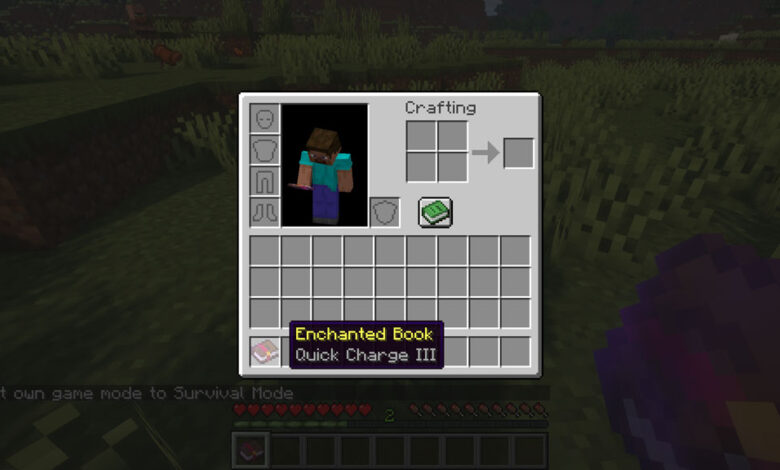 Crafting
Enchanted Book
Quick Charge III
t own game mode to Survival Mode
2